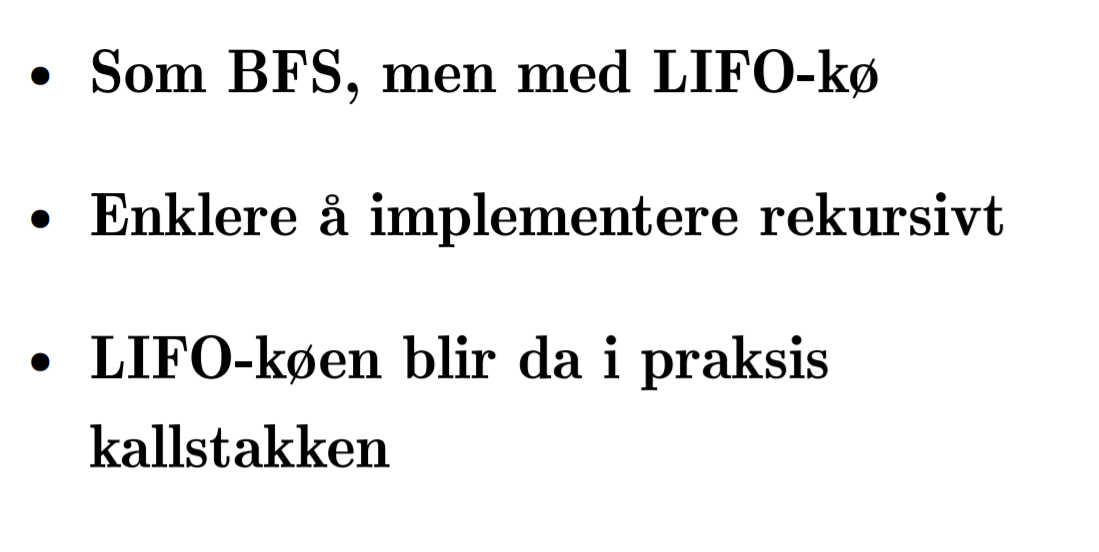 • Som BFS, men med LIFO-kø
• Enklere å implementere rekursivt
• LIFO-køen blir da i praksis
kallstakken